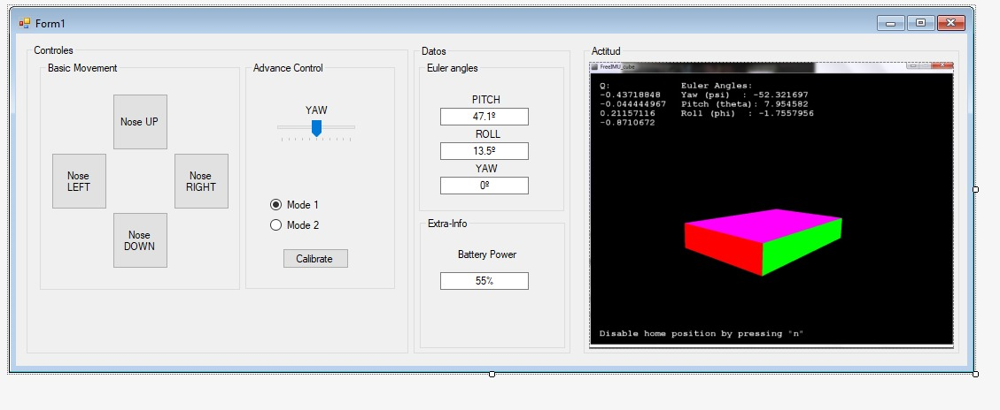 Form1
Controles
Basic Movement
Nose UP
Nose
LEFT
Nose
RIGHT
Nose
DOWN
Advance Control
YAW
Mode 1
Mode 2
Calibrate
Datos
Euler angles
PITCH
47.1º
ROLL
13.5º
YAW
0º
Extra-Info
Battery Power
55%
Actitud
FreeIMU_cube
Q:
-0.43718848
-0.044444967
0.21157116
-0.8710672
Euler Angles:
Yaw (psi) : -52.321697
Pitch (theta): 7.954582
Roll (phi) : -1.7557956
Disable home position by pressing "n"